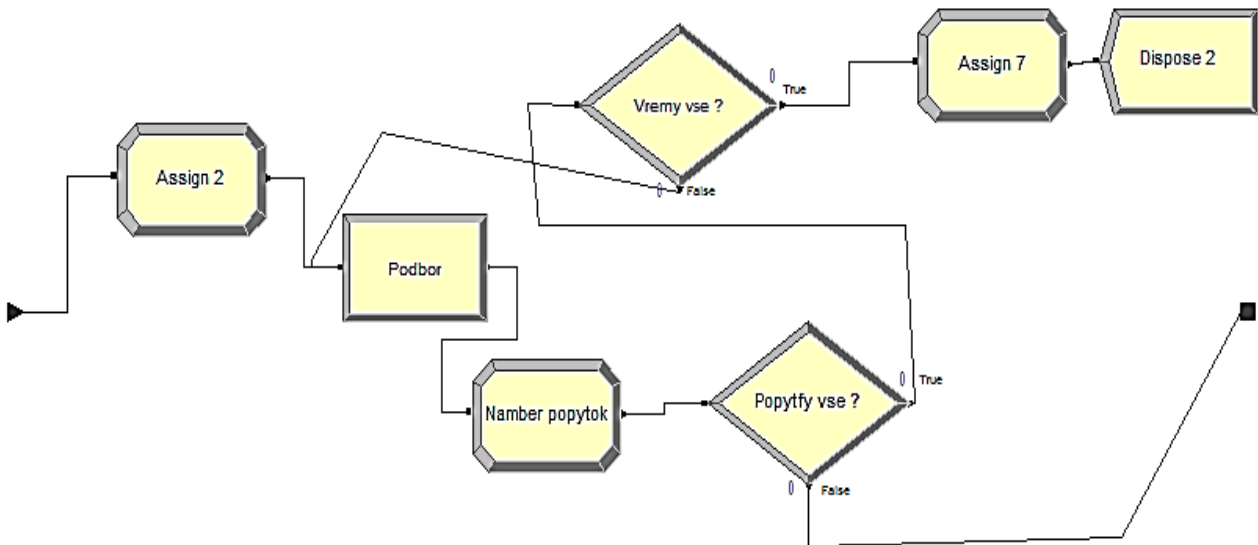 Assign 7
Dispose 2
0
True
Vremy vse ?
Assign 2
0
False
Podbor
0
True
Popytfy vse ?
Namber popytok
0
False